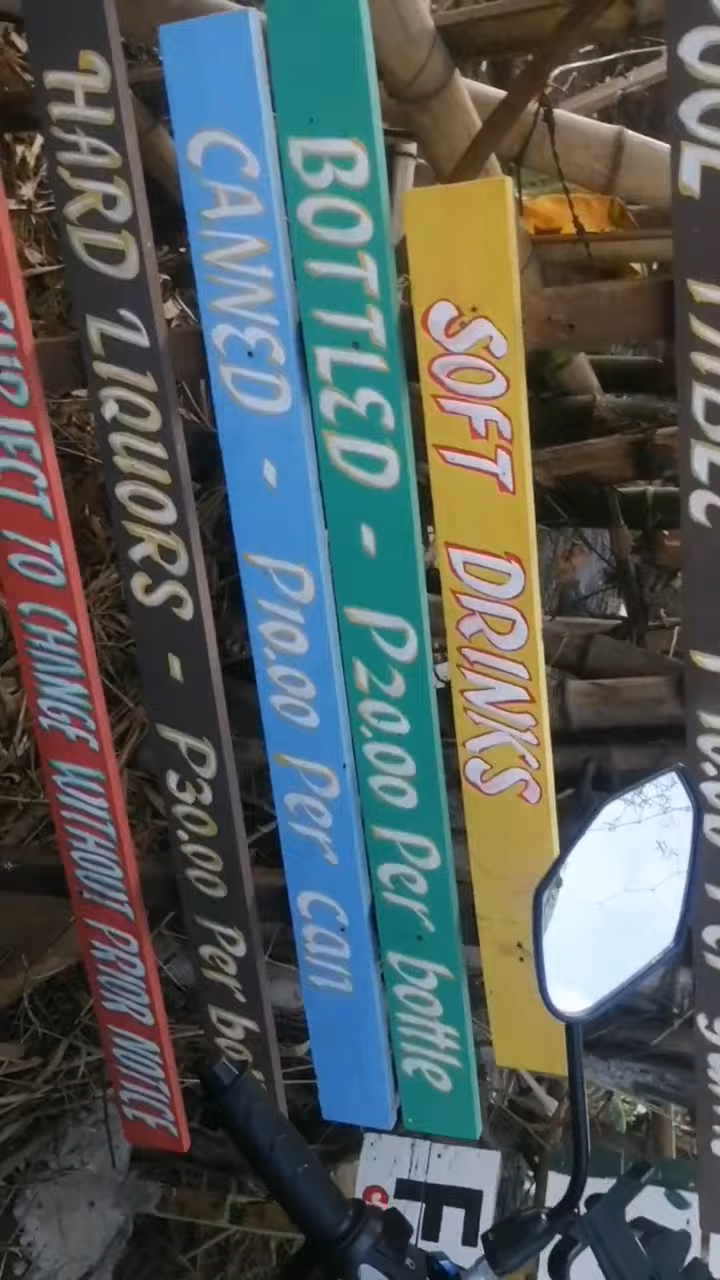 SOFT DRINKS
BOTTLED - P20.00 Per bottle
CANNED - P10.00 Per can
HARD LIQUORS - P30.00 Per
SUBJECT TO CHANGE WITHOUT PRIOR NOTICE
F